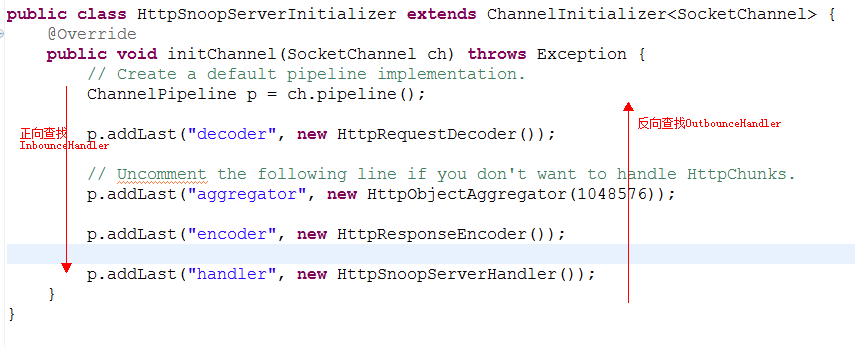 public class HttpSnoopServerInitializer extends ChannelInitializer<SocketChannel> {
@Override
public void initChannel(SocketChannel ch) throws Exception {
// Create a default pipeline implementation.
ChannelPipeline p = ch.pipeline();
正向查找
InbounceHandler
反向查找OutbounceHandler
p.addLast("decoder", new HttpRequestDecoder());
// Uncomment the following line if you don't want to handle HttpChunks.
p.addLast("aggregator", new HttpObjectAggregator(1048576));
p.addLast("encoder", new HttpResponseEncoder());
p.addLast("handler", new HttpSnoopServerHandler());
}
}